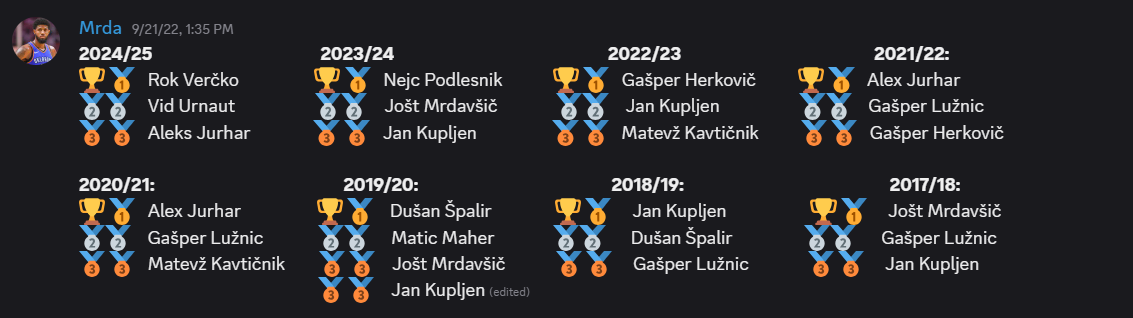 Mrda 9/21/22, 1:35 PM
2024/25 2023/24 2022/23 2021/22:
🏆🥇 Rok Verčko 🏆🥇 Nejc Podlesnik 🏆🥇 Gašper Herkovič 🏆🥇 Alex Jurhar
🥈🥈 Vid Urnaut 🥈🥈 Jošt Mrdavšič 🥈🥈 Jan Kupljen 🥈🥈 Gašper Lužnic
🥉🥉 Aleks Jurhar 🥉🥉 Jan Kupljen 🥉🥉 Matevž Kavtičnik 🥉🥉 Gašper Herkovič
2020/21: 2019/20: 2018/19: 2017/18:
🏆🥇 Alex Jurhar 🏆🥇 Dušan Špalir 🏆🥇 Jan Kupljen 🏆🥇 Jošt Mrdavšič
🥈🥈 Gašper Lužnic 🥈🥈 Matic Maher 🥈🥈 Dušan Špalir 🥈🥈 Gašper Lužnic
🥉🥉 Matevž Kavtičnik 🥉🥉 Jošt Mrdavšič 🥉🥉 Gašper Lužnic 🥉🥉 Jan Kupljen
🥉🥉 Jan Kupljen (edited)